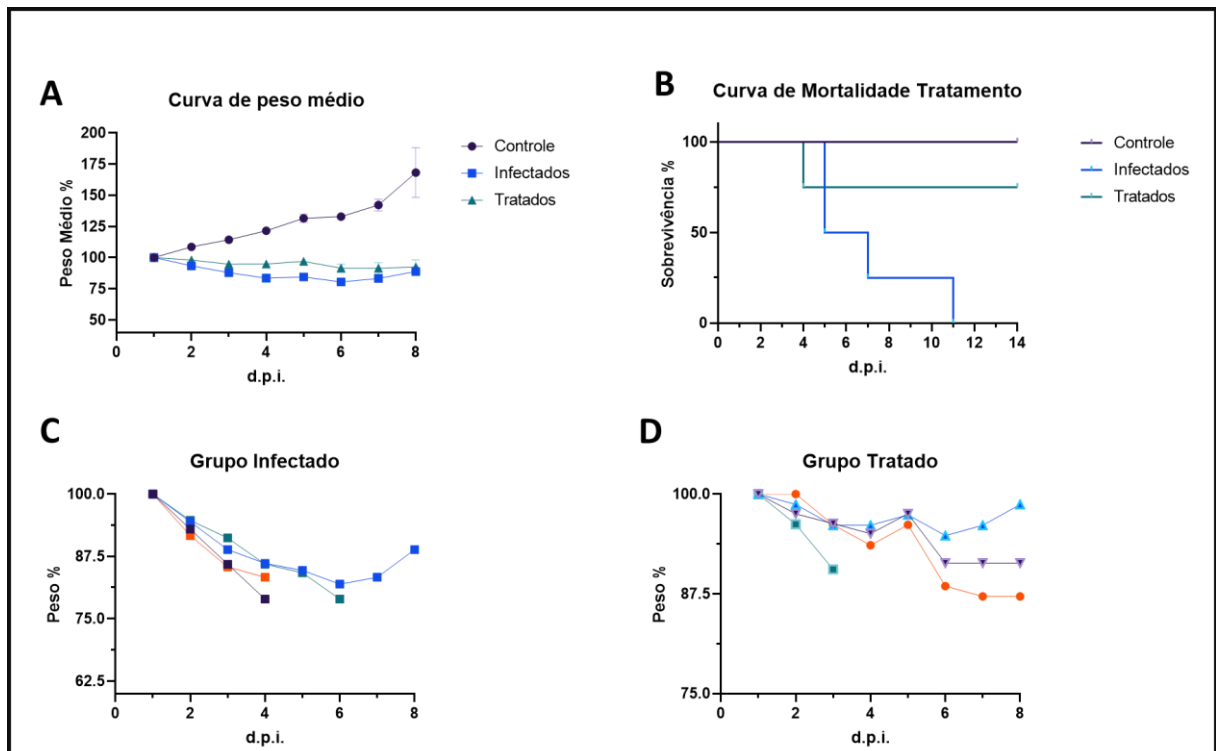 A
Curva de peso médio
Peso Médio %
200
175
150
125
100
75
50
0
2
4
6
8
d.p.i.
Controle
Infectados
Tratados
B
Curva de Mortalidade Tratamento
Sobrevivência %
100
50
0
0
2
4
6
8
10
12
14
d.p.i.
Controle
Infectados
Tratados
C
Grupo Infectado
Peso %
100.0
87.5
75.0
62.5
0
2
4
6
8
d.p.i.
D
Grupo Tratado
Peso %
100.0
87.5
75.0
0
2
4
6
8
d.p.i.